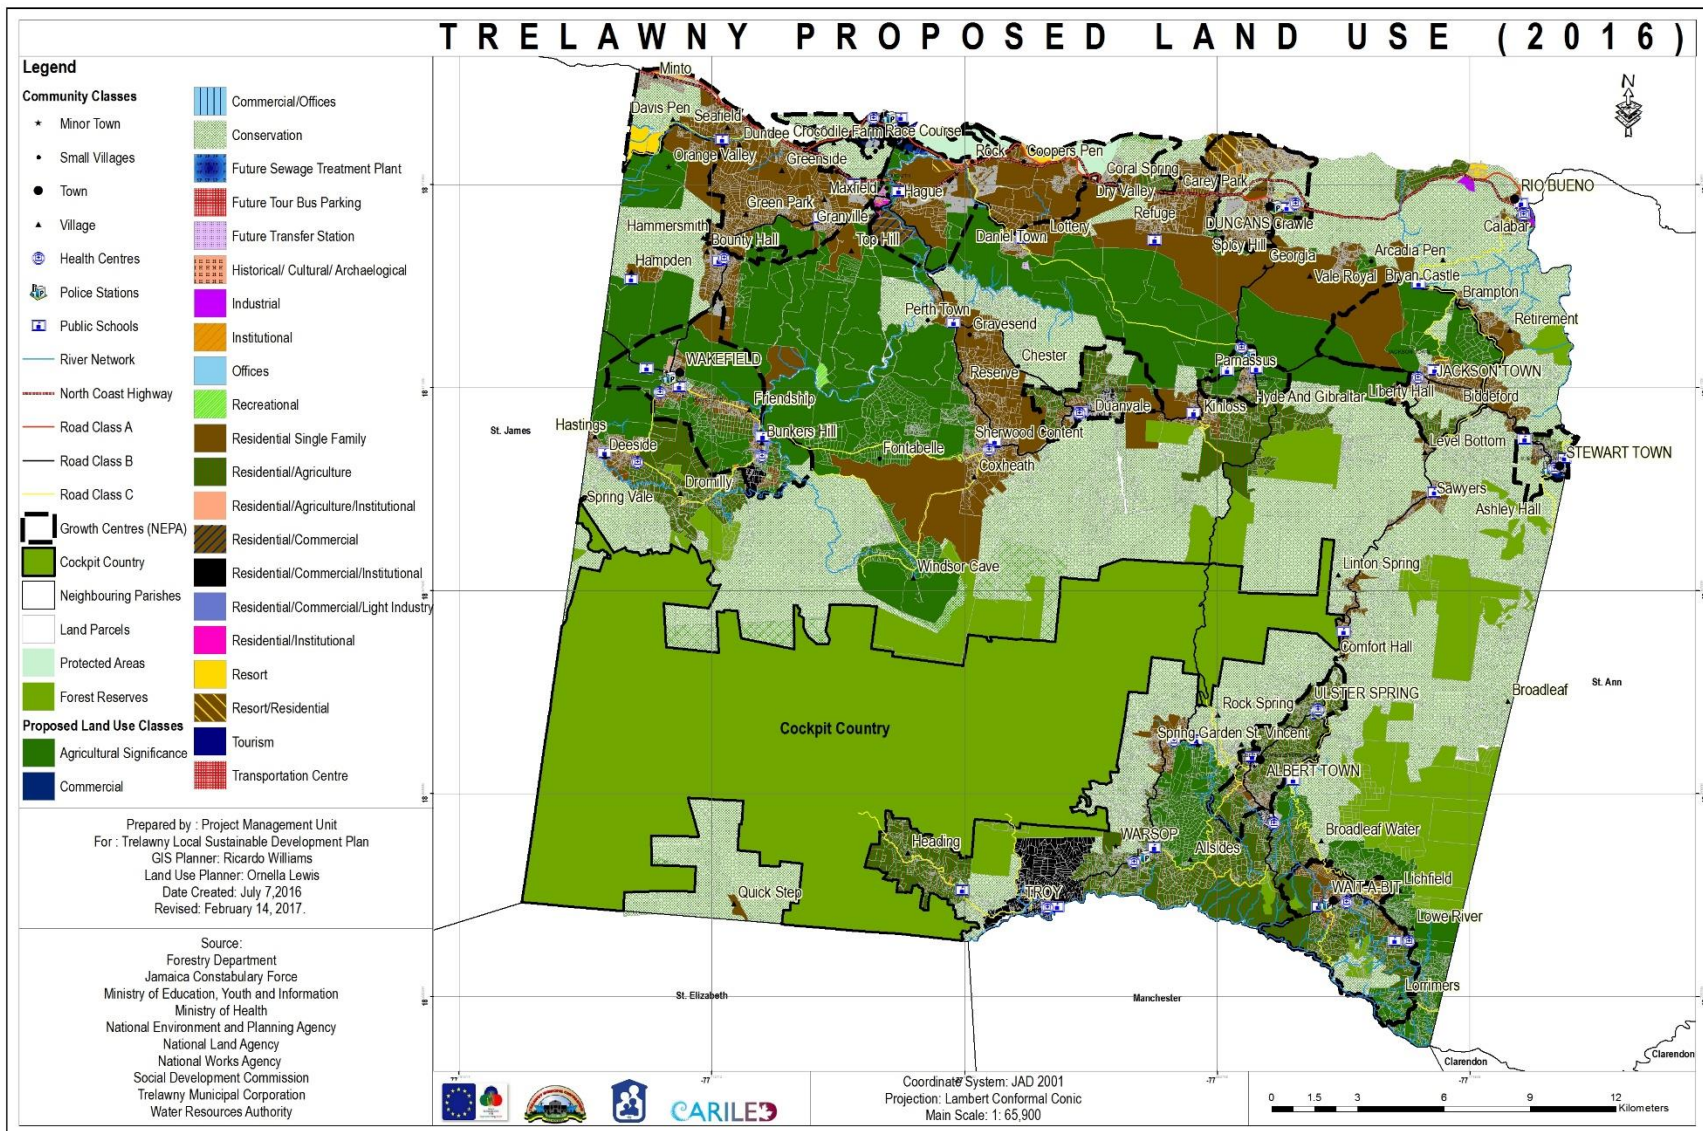 TRELAWNY PROPOSED LAND USE (2016)
Legend
Community Classes
Minor Town
Small Villages
Town
Village
Health Centres
Police Stations
Public Schools
River Network
North Coast Highway
Road Class A
Road Class B
Road Class C
Growth Centres (NEPA)
Cockpit Country
Neighbouring Parishes
Land Parcels
Protected Areas
Forest Reserves
Proposed Land Use Classes
Agricultural Significance
Commercial
Commercial/Offices
Conservation
Future Sewage Treatment Plant
Future Tour Bus Parking
Future Transfer Station
Historical/ Cultural/ Archaelogical
Industrial
Institutional
Offices
Recreational
Residential Single Family
Residential/Agriculture
Residential/Agriculture/Institutional
Residential/Commercial
Residential/Commercial/Institutional
Residential/Commercial/Light Industry
Residential/Institutional
Resort
Resort/Residential
Tourism
Transportation Centre
Prepared by : Project Management Unit
For : Trelawny Local Sustainable Development Plan
GIS Planner: Ricardo Williams
Land Use Planner: Ornella Lewis
Date Created: July 7,2016
Revised: February 14, 2017.
Source:
Forestry Department
Jamaica Constabulary Force
Ministry of Education, Youth and Information
Ministry of Health
National Environment and Planning Agency
National Land Agency
National Works Agency
Social Development Commission
Trelawny Municipal Corporation
Water Resources Authority
N
Minto
Davis Pen
Seafield
Dundee
Crocodile Farm
Race Course
Orange Valley
Greenside
Rock
Coopers Pen
Coral Spring
Carey Park
Dry Valley
RIO BUENO
Maxfield
Hague
Green Park
Granville
Refuge
DUNCANS
Crawle
Calabar
Hammersmith
Bounty Hall
Top Hill
Daniel Town
Lottery
Spicy Hill
Georgia
Arcadia Pen
Hampden
Vale Royal
Bryan Castle
Brampton
Perth Town
Gravesend
Retirement
Chester
WAKEFIELD
Reserve
Parnassus
JACKSON TOWN
Liberty Hall
Biddeford
Friendship
Duanvale
Kinloss
Hyde And Gibraltar
St. James
Hastings
Bunkers Hill
Deeside
Sherwood Content
Fontabelle
Coxheath
Level Bottom
STEWART TOWN
Dromilly
Spring Vale
Sawyers
Ashley Hall
Windsor Cave
Linton Spring
Comfort Hall
St. Ann
Broadleaf
ULSTER SPRING
Rock Spring
Cockpit Country
Spring Garden
St. Vincent
ALBERT TOWN
Broadleaf Water
Heading
WARSOP
Allsides
Quick Step
TROY
WAIT-A-BIT
Lichfield
Lowe River
Lorrimers
St. Elizabeth
Manchester
Clarendon
Clarendon
CARILED
Coordinate System: JAD 2001
Projection: Lambert Conformal Conic
Main Scale: 1: 65,900
0 1.5 3 6 9 12
Kilometers